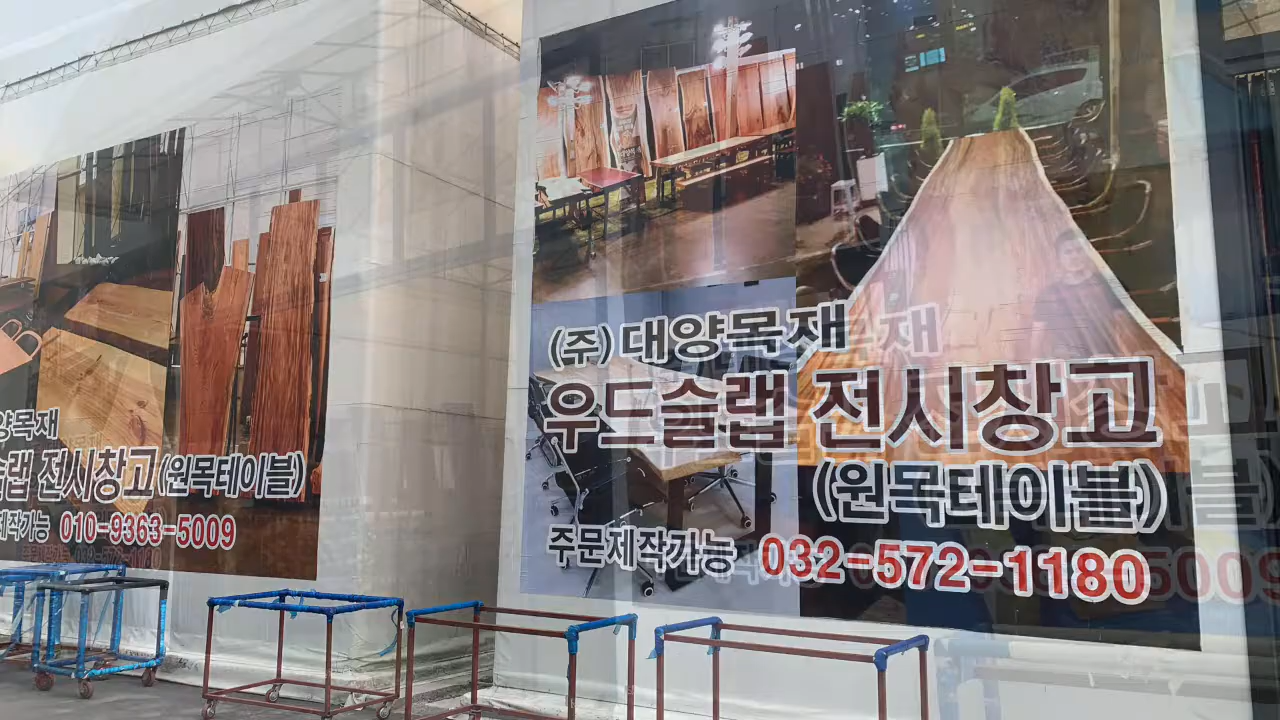 양목재
슬랩 전시창고(원목테이블)
제작가능 010-9363-5009
(주)대양목재
우드슬랩 전시창고
(원목테이블)
주문제작가능 032-572-1180